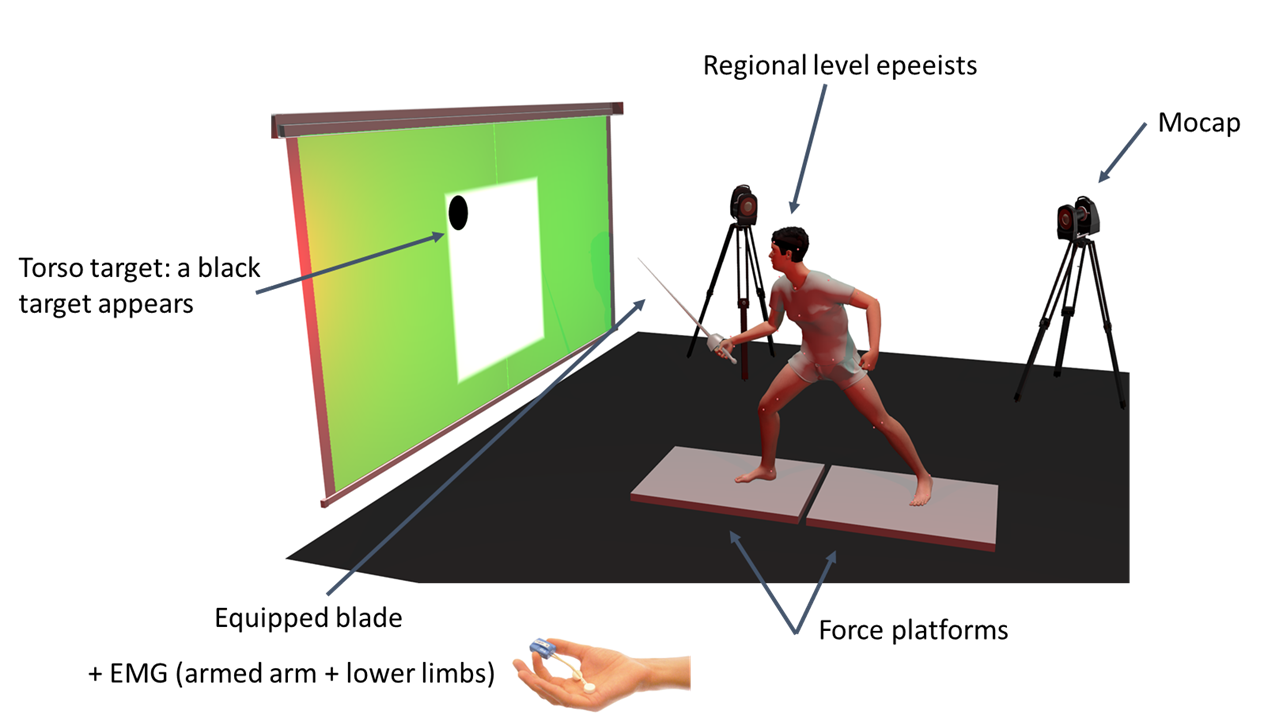 Regional level epeeists
Mocap
Torso target: a black
target appears
Equipped blade
Force platforms
+ EMG (armed arm + lower limbs)